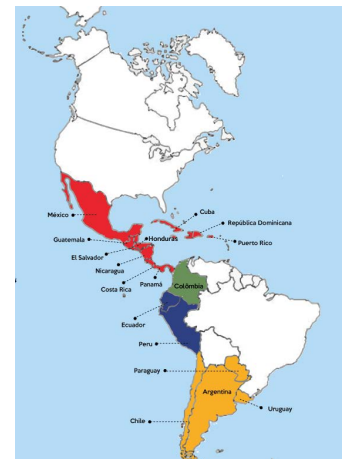 México
Cuba
República Dominicana
Guatemala
Honduras
Puerto Rico
El Salvador
Nicaragua
Costa Rica
Panamá
Colômbia
Ecuador
Peru
Paraguay
Argentina
Uruguay
Chile